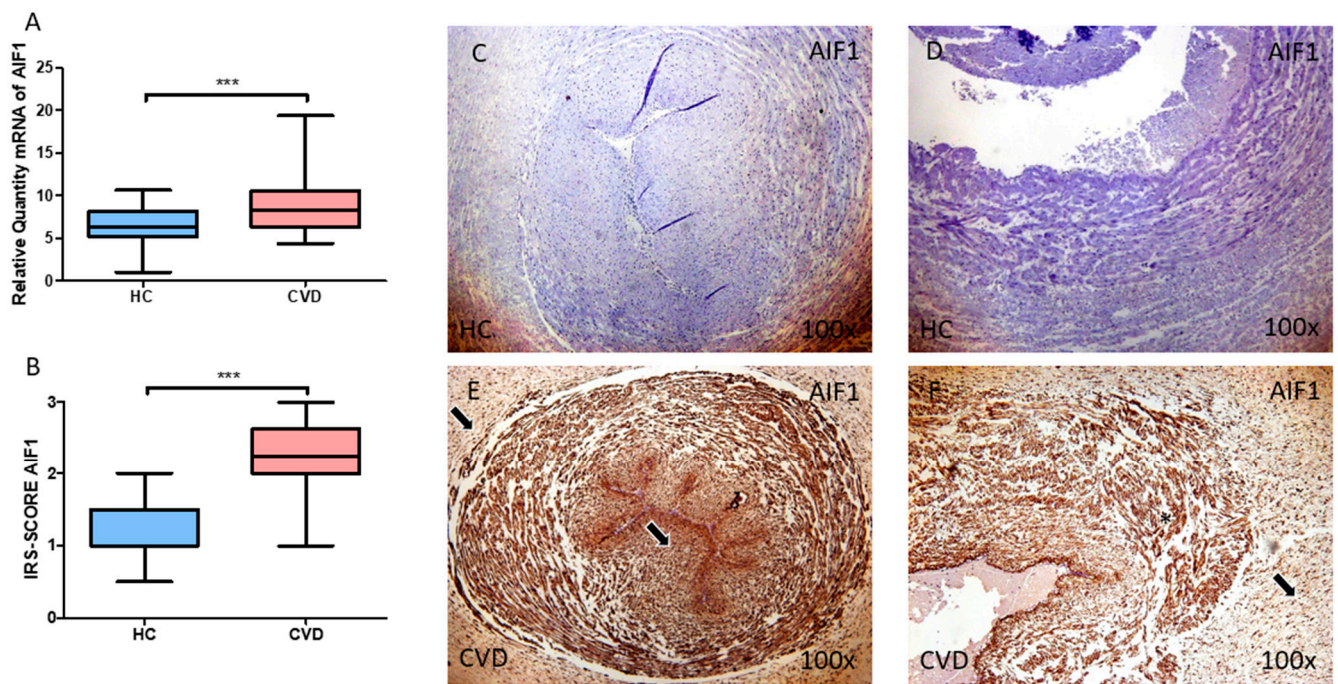 A
Relative Quantity mRNA of AIF1
25
20
15
10
5
0
***
HC
CVD
B
IRS-SCORE AIF1
3
2
1
0
***
HC
CVD
C
AIF1
HC
100x
D
AIF1
HC
100x
E
AIF1
CVD
100x
F
AIF1
*
CVD
100x